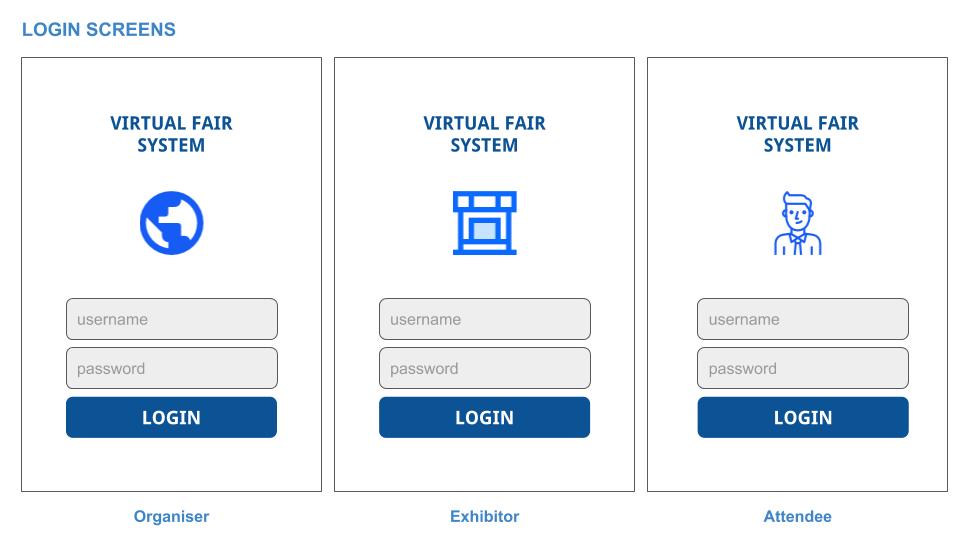 LOGIN SCREENS
VIRTUAL FAIR
SYSTEM
username
password
LOGIN
Organiser
VIRTUAL FAIR
SYSTEM
username
password
LOGIN
Exhibitor
VIRTUAL FAIR
SYSTEM
username
password
LOGIN
Attendee